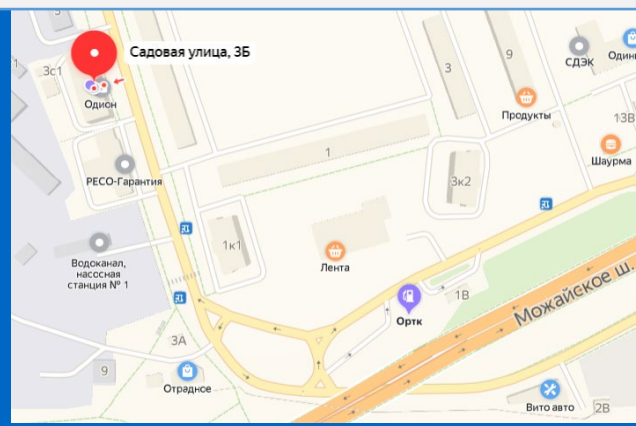 Садовая улица, 3Б
3с1
Одион
РЕСО-Гарантия
Водоканал,
насосная
станция № 1
3А
9
Отрадное
1к1
1
Лента
3
9
Продукты
СДЭК
13В
Шаурма
3к2
1В
Ортк
Можайское ш.
Вито авто
2В